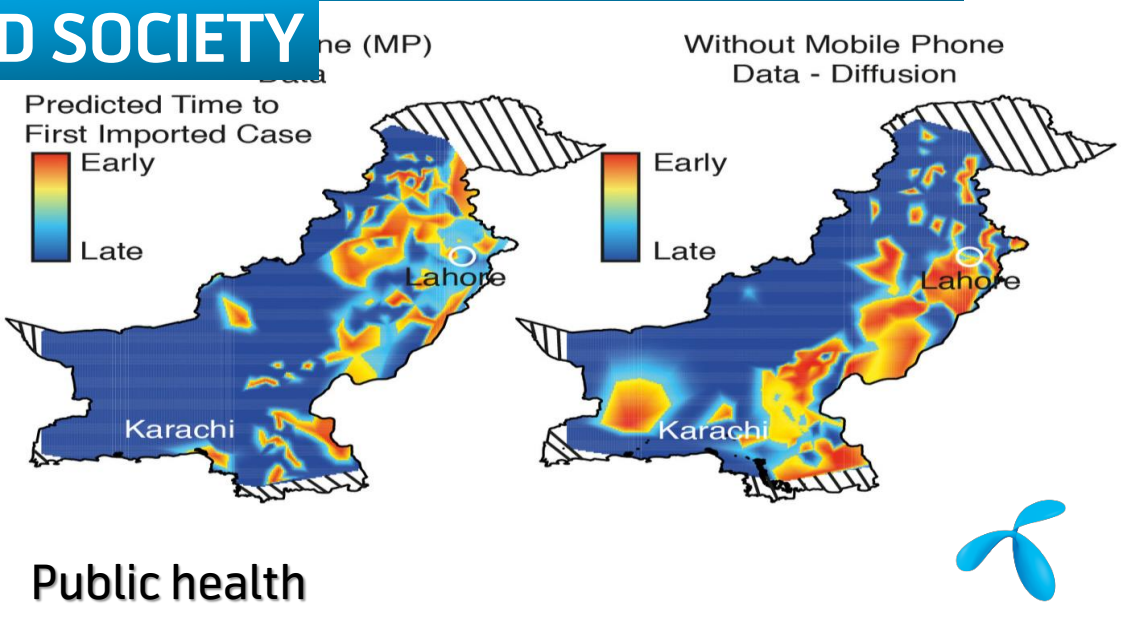 D SOCIETY
ne (MP)
Data
Without Mobile Phone
Data - Diffusion
Predicted Time to
First Imported Case
Early
Late
Lahore
Karachi
Early
Late
Lahore
Karachi
Public health